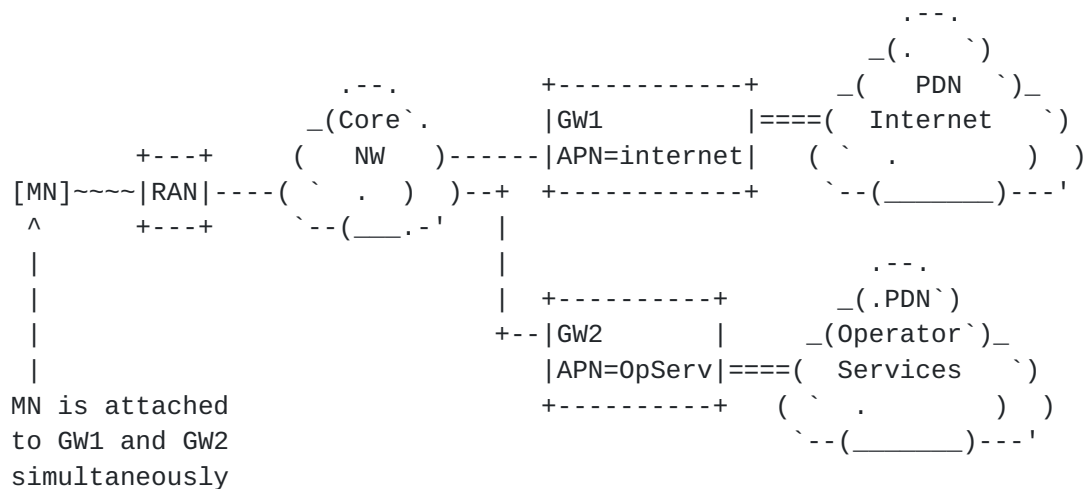 PDN
_(Core`. |GW1 |====( Internet `)
+---+ ( NW )------|APN=internet| ( ` . ) )
[MN]~~~~|RAN|----( ` . ) )--+ +------------+ `--(_______)---'
_(.PDN`)
+--|GW2 | _(Operator`)_
|APN=OpServ|====( Services `)
MN is attached
to GW1 and GW2
simultaneously